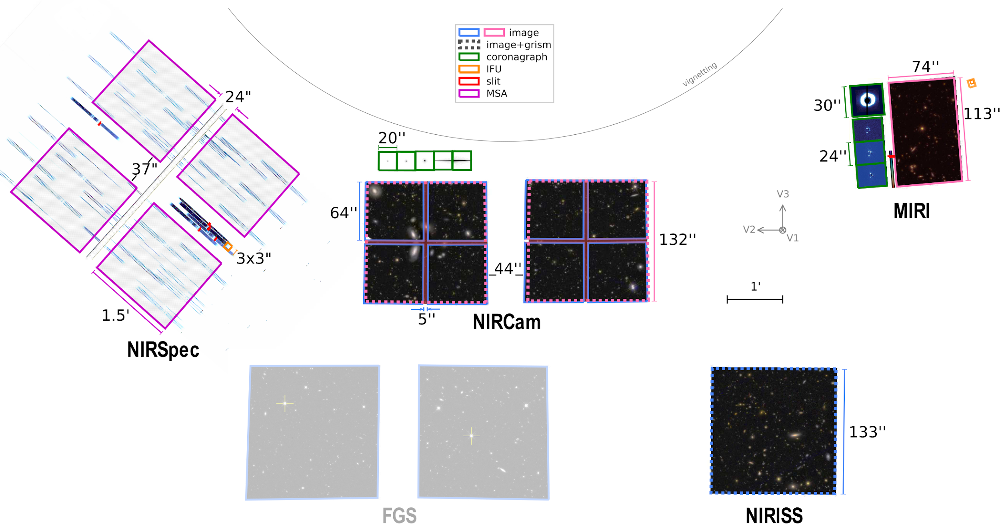 image
image+grism
coronagraph
IFU
slit
MSA
vignetting
24"
37"
3x3"
1.5'
NIRSpec
20''
64''
_44''_
132''
5''
NIRCam
74''
30''
113''
24''
MIRI
V3
V2
V1
1'
FGS
133''
NIRISS